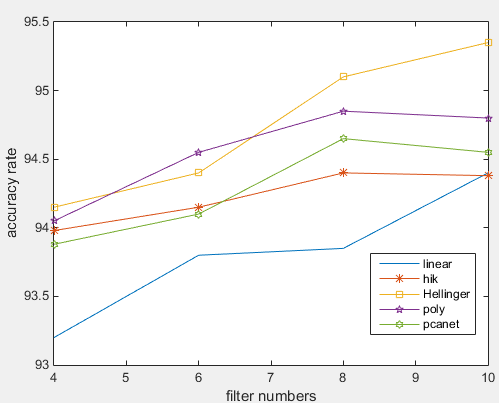 95.5
95
94.5
94
93.5
93
accuracy rate
4
5
6
7
8
9
10
filter numbers
linear
hik
Hellinger
poly
pcanet